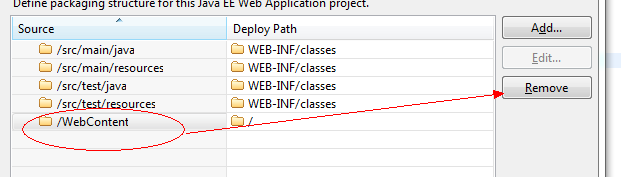 Define packaging structure for this Java EE Web Application project.
Source Deploy Path
/src/main/java WEB-INF/classes
/src/main/resources WEB-INF/classes
/src/test/java WEB-INF/classes
/src/test/resources WEB-INF/classes
/WebContent /
Add...
Edit...
Remove